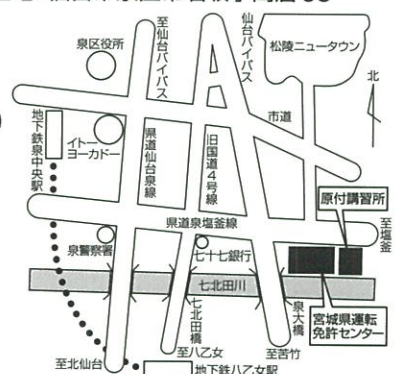 至仙台バイパス
仙台バイパス
泉区役所
松陵ニュータウン
北
市道
地下鉄泉中央駅
イトー
ヨーカドー
県道仙台泉線
旧国道4号線
原付講習所
至塩釜
県道泉塩釜線
泉警察署
七十七銀行
七北田川
七北田橋
泉大橋
宮城県運転
免許センター
至北仙台
至八乙女
至苦竹
地下鉄八乙女駅